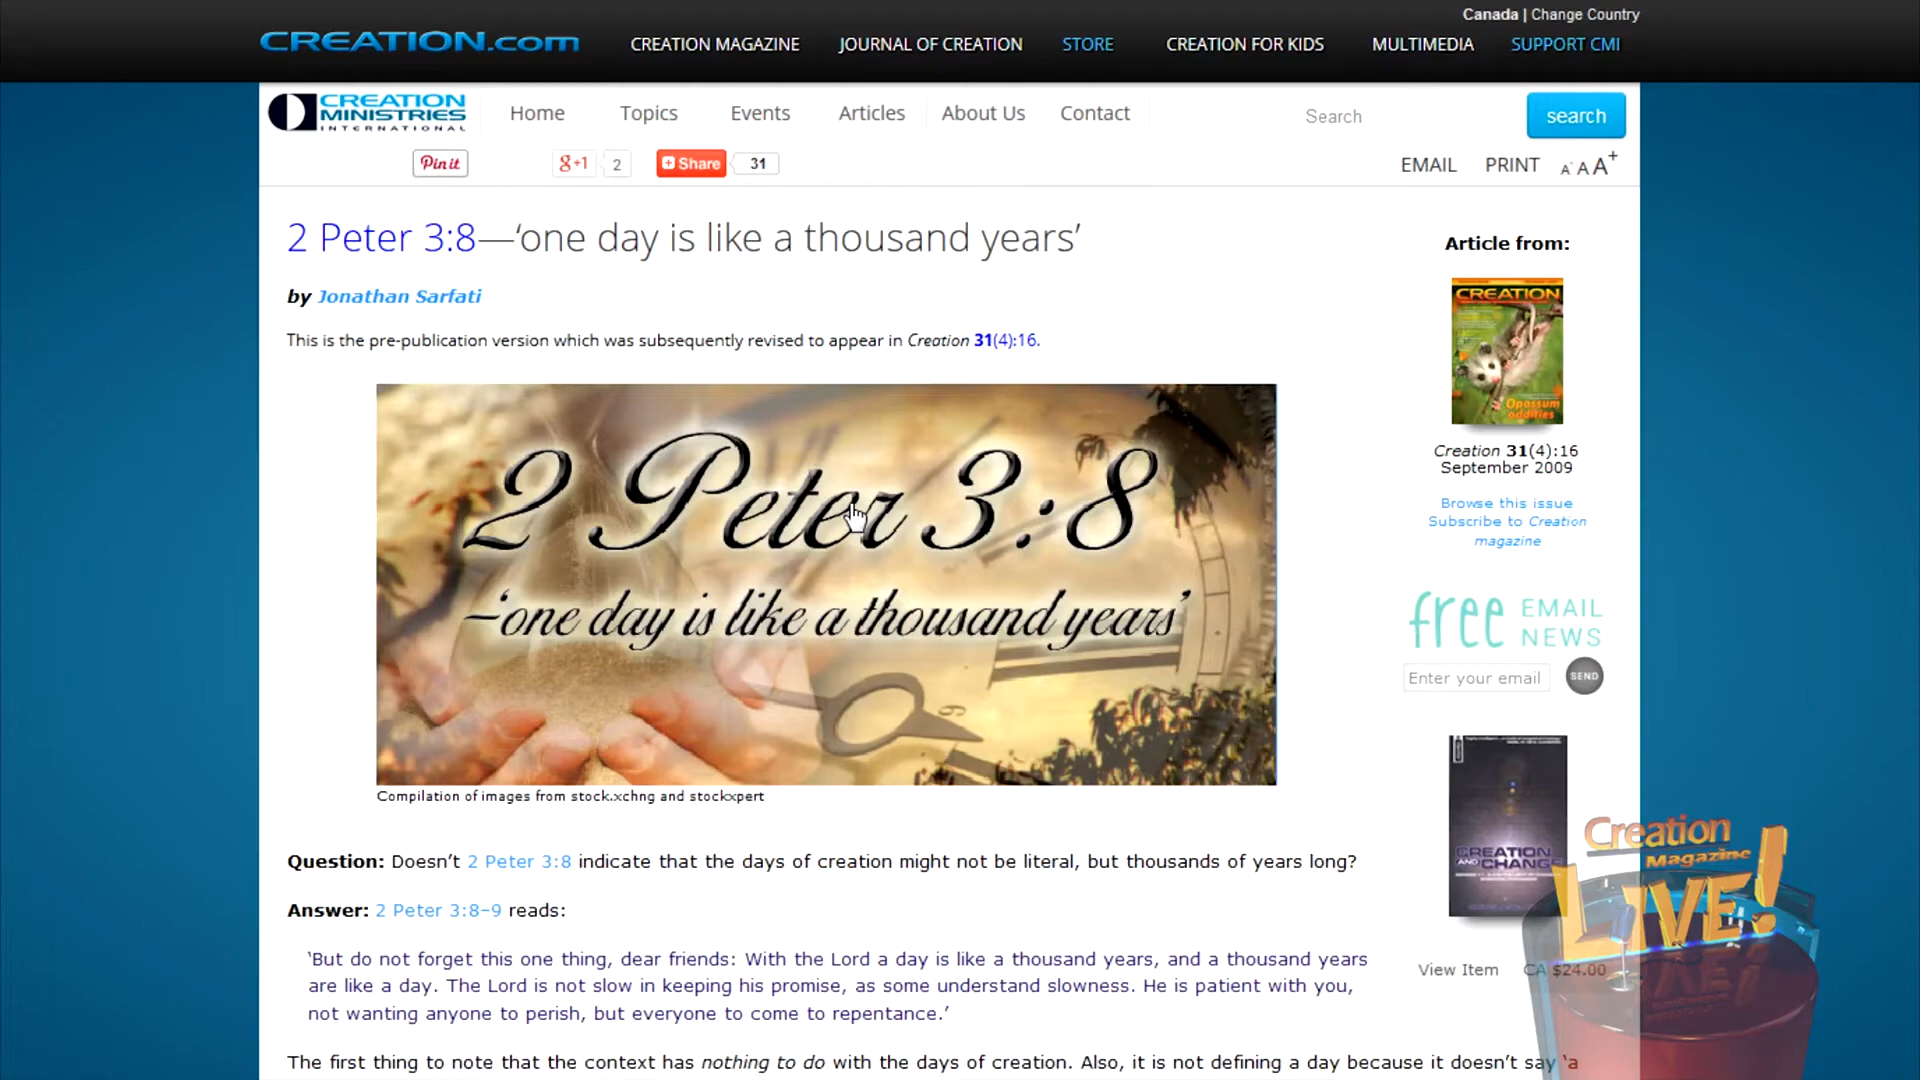 Canada | Change Country
CREATION.com
CREATION MAGAZINE
JOURNAL OF CREATION
STORE
CREATION FOR KIDS
MULTIMEDIA
SUPPORT CMI
CREATION
MINISTRIES
INTERNATIONAL
Home
Topics
Events
Articles
About Us
Contact
Search
search
Pin it
g+1
2
Share
31
EMAIL
PRINT
A- A A+
2 Peter 3:8—‘one day is like a thousand years’
by Jonathan Sarfati
This is the pre-publication version which was subsequently revised to appear in Creation 31(4):16.
2 Peter 3:8
–‘one day is like a thousand years’
Compilation of images from stock.xchng and stockxpert
Question: Doesn’t 2 Peter 3:8 indicate that the days of creation might not be literal, but thousands of years long?
Answer: 2 Peter 3:8–9 reads:
‘But do not forget this one thing, dear friends: With the Lord a day is like a thousand years, and a thousand years
are like a day. The Lord is not slow in keeping his promise, as some understand slowness. He is patient with you,
not wanting anyone to perish, but everyone to come to repentance.’
The first thing to note that the context has nothing to do with the days of creation. Also, it is not defining a day because it doesn’t say ‘a
Article from:
CREATION
Opossum
oddities
Creation 31(4):16
September 2009
Browse this issue
Subscribe to Creation
magazine
free EMAIL
NEWS
Enter your email
SEND
CREATION
AND CHANGE
View Item
CA $24.00
Creation
Magazine
LIVE!